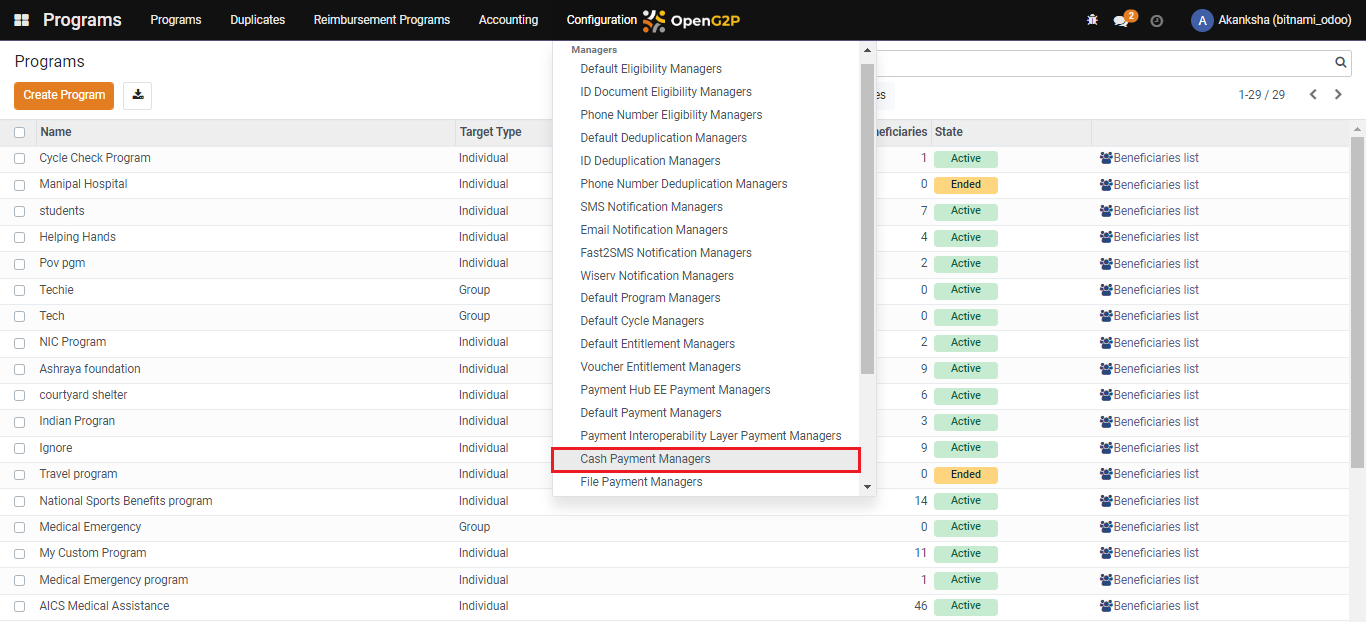 Programs Programs Duplicates Reimbursement Programs Accounting Configuration OpenG2P 2 A Akanksha (bitnami_odoo)
Programs
Create Program
es 1-29 / 29
Managers
Default Eligibility Managers
ID Document Eligibility Managers
Phone Number Eligibility Managers
Default Deduplication Managers
ID Deduplication Managers
Phone Number Deduplication Managers
SMS Notification Managers
Email Notification Managers
Fast2SMS Notification Managers
Wiserv Notification Managers
Default Program Managers
Default Cycle Managers
Default Entitlement Managers
Voucher Entitlement Managers
Payment Hub EE Payment Managers
Default Payment Managers
Payment Interoperability Layer Payment Managers
Cash Payment Managers
File Payment Managers
Name Target Type neficiaries State
Cycle Check Program Individual 1 Active Beneficiaries list
Manipal Hospital Individual 0 Ended Beneficiaries list
students Individual 7 Active Beneficiaries list
Helping Hands Individual 4 Active Beneficiaries list
Pov pgm Individual 2 Active Beneficiaries list
Techie Group 0 Active Beneficiaries list
Tech Group 0 Active Beneficiaries list
NIC Program Individual 2 Active Beneficiaries list
Ashraya foundation Individual 9 Active Beneficiaries list
courtyard shelter Individual 6 Active Beneficiaries list
Indian Progran Individual 3 Active Beneficiaries list
Ignore Individual 9 Active Beneficiaries list
Travel program Individual 0 Ended Beneficiaries list
National Sports Benefits program Individual 14 Active Beneficiaries list
Medical Emergency Group 0 Active Beneficiaries list
My Custom Program Individual 11 Active Beneficiaries list
Medical Emergency program Individual 1 Active Beneficiaries list
AICS Medical Assistance Individual 46 Active Beneficiaries list